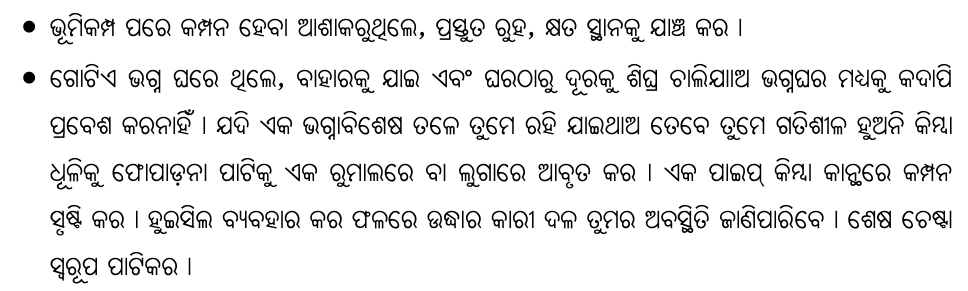 • ଭୂମିକମ୍ପ ପରେ କମ୍ପନ ହେବା ଆଶାକରୁଥିଲେ, ପ୍ରସ୍ତୁତ ରୁହ, କ୍ଷତ ସ୍ଥାନକୁ ଯାଞ୍ଚ କର ।
• ଗୋଟିଏ ଭଗ୍ନ ଘରେ ଥିଲେ, ବାହାରକୁ ଯାଇ ଏବଂ ଘରଠାରୁ ଦୂରକୁ ଶିଘ୍ର ଚାଲିଯାଅ ଭଗ୍ନଘର ମଧ୍ୟକୁ କଦାପି
ପ୍ରବେଶ କରନାହିଁ । ଯଦି ଏକ ଭଗ୍ନାବିଶେଷ ତଳେ ତୁମେ ରହି ଯାଇଥାଅ ତେବେ ତୁମେ ଗତିଶୀଳ ହୁଅନି କିମ୍ବା
ଧୂଳିକୁ ଫୋପାଡ଼ନା ପାଟିକୁ ଏକ ରୁମାଲରେ ବା ଲୁଗାରେ ଆବୃତ କର । ଏକ ପାଇପ୍ କିମ୍ବା କାନ୍ଥରେ କମ୍ପନ
ସୃଷ୍ଟି କର । ହୁଇସିଲ ବ୍ୟବହାର କର ଫଳରେ ଉଦ୍ଧାର କାରୀ ଦଳ ତୁମର ଅବସ୍ଥିତି ଜାଣିପାରିବେ । ଶେଷ ଚେଷ୍ଟା
ସ୍ୱରୂପ ପାଟିକର ।